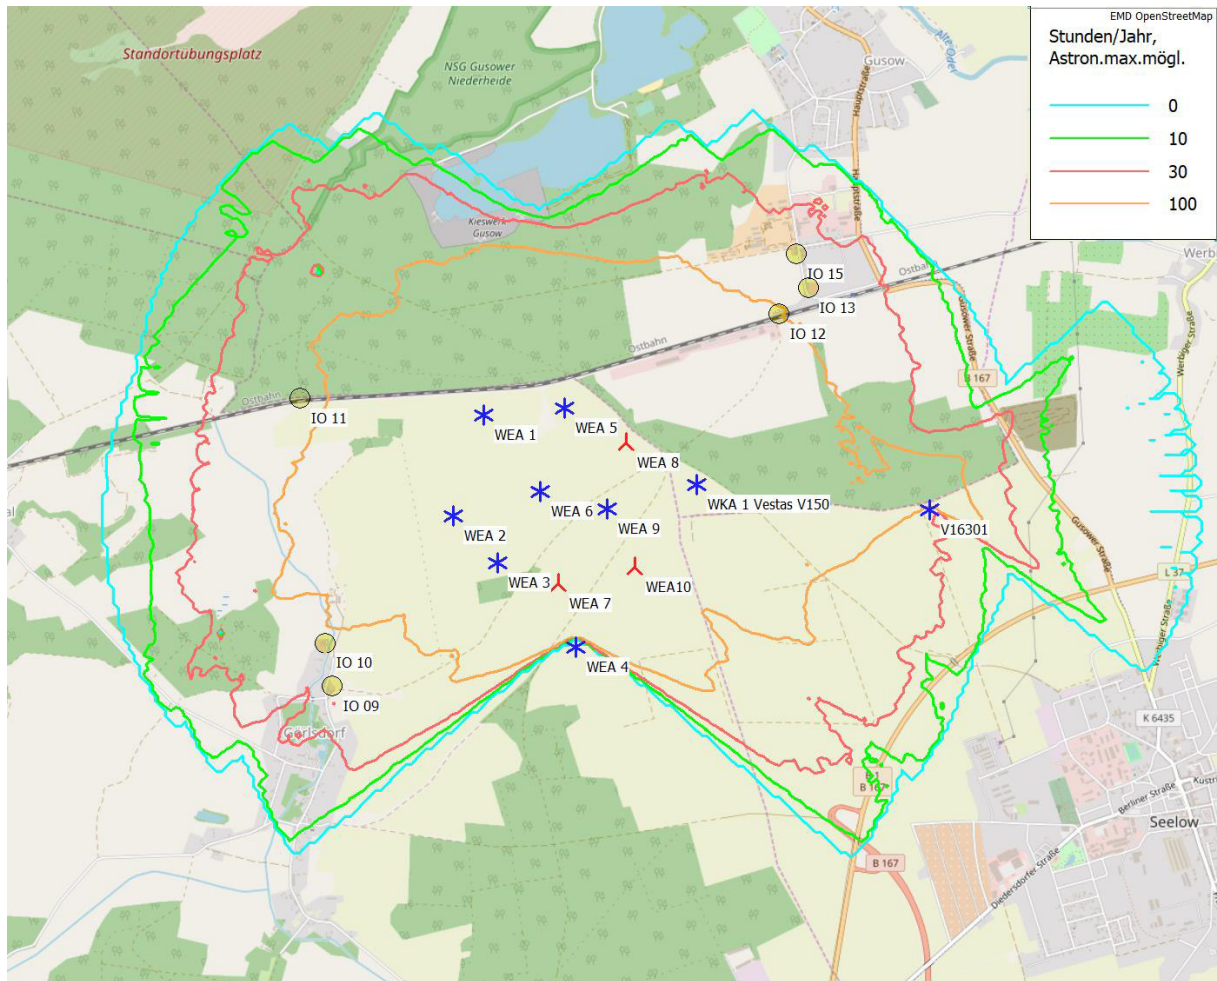 EMD OpenStreetMap
Stunden/Jahr,
Astron.max.mögl.
0
10
30
100
Standortübungsplatz
NSG Gusower
Niederheide
Gusow
Alte Oder
Hauptstraße
Hauptstraße
Kieswerk
Gusow
IO 15
IO 13
IO 12
Ostbahn
Ostbahn
Ostbahn
Gusower Straße
B 167
Werbiger Straße
IO 11
WEA 1
WEA 5
WEA 8
WEA 6
WKA 1 Vestas V150
WEA 2
WEA 9
V16301
Gusower Straße
WEA 3
WEA 7
WEA10
L 37
IO 10
WEA 4
Werbiger Straße
IO 09
Görlsdorf
K 6435
B 1
B 167
Berliner Straße
Seelow
B 167
Diedersdorfer Straße